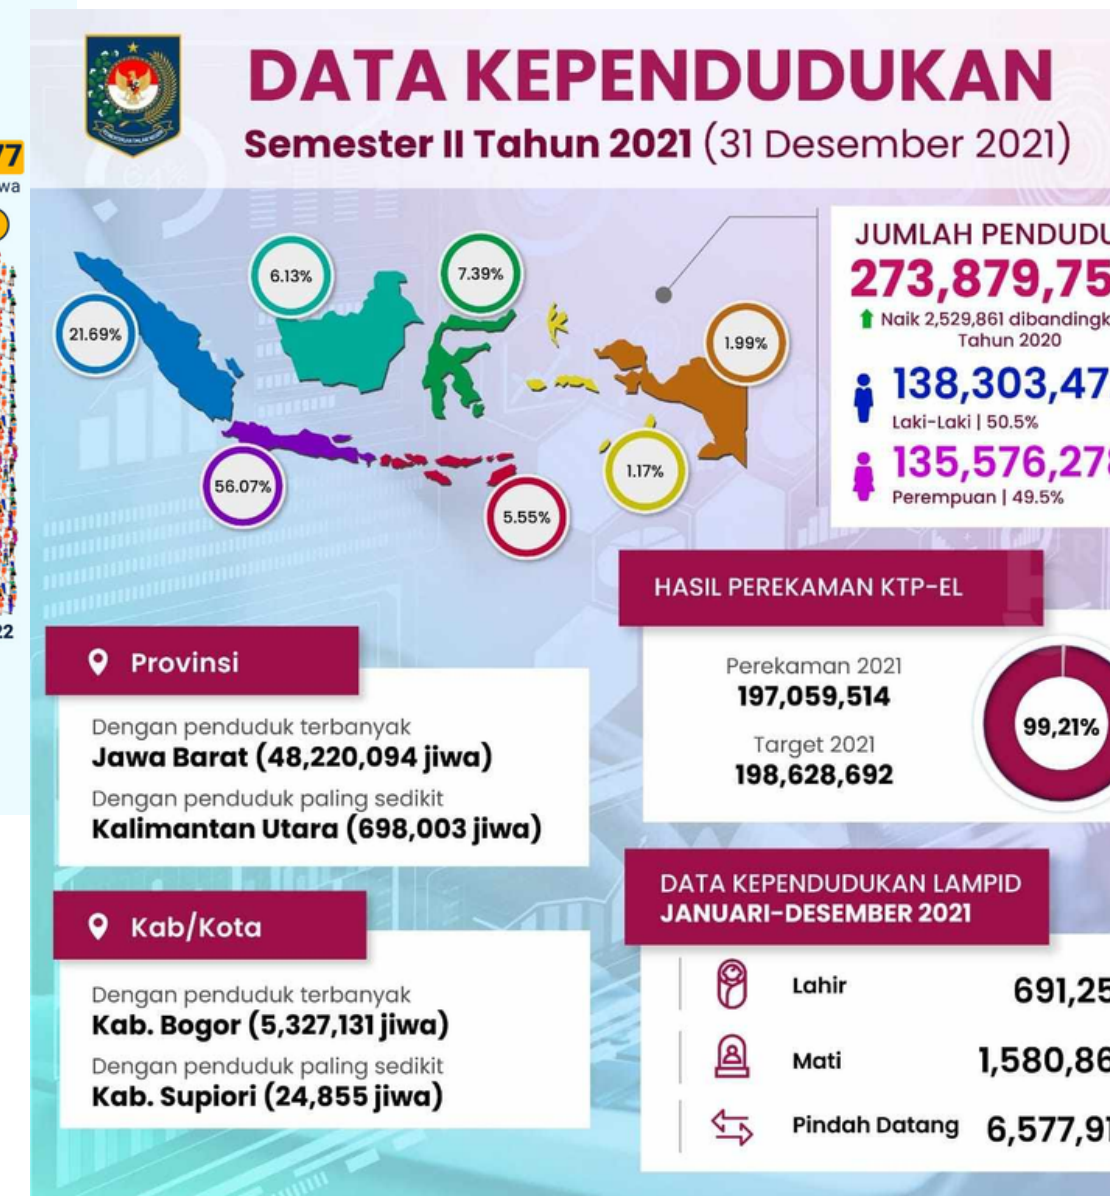 DATA KEPENDUDUKAN
Semester II Tahun 2021 (31 Desember 2021)
77
6.13%
7.39%
21.69%
1.99%
56.07%
5.55%
1.17%
JUMLAH
273,879,75
Naik 2,529,861
Tahun 2020
138,303,47
Laki-Laki | 50.5%
135,576,278
Perempuan | 49.5%
HASIL PEREKAMAN KTP-EL
Perekaman 2021
197,059,514
Target 2021
198,628,692
99,21%
Provinsi
Dengan penduduk terbanyak
Jawa Barat (48,220,094 jiwa)
Dengan penduduk paling sedikit
Kalimantan Utara (698,003 jiwa)
Kab/Kota
Dengan penduduk terbanyak
Kab. Bogor (5,327,131 jiwa)
Dengan penduduk paling sedikit
Kab. Supiori (24,855 jiwa)
DATA KEPENDUDUKAN LAMPID
JANUARI-DESEMBER 2021
Lahir 691,25
Mati 1,580,86
Pindah Datang 6,577,91